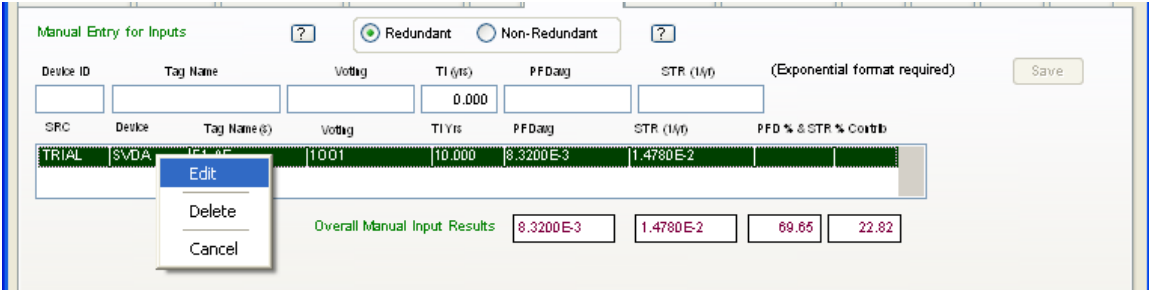 Manual Entry for Inputs ? Redundant Non-Redundant ?
Device ID Tag Name Voting TI (yrs) PFDavg STR (1/yr) (Exponential format required) Save
0.000
SRC Device Tag Name(s) Voting TI Yrs PFDavg STR (1/yr) PFD % & STR % Contrib
TRIAL SVDA 1OO1 10.000 8.3200E-3 1.4780E-2
Edit
Delete
Overall Manual Input Results 8.3200E-3 1.4780E-2 69.65 22.82
Cancel